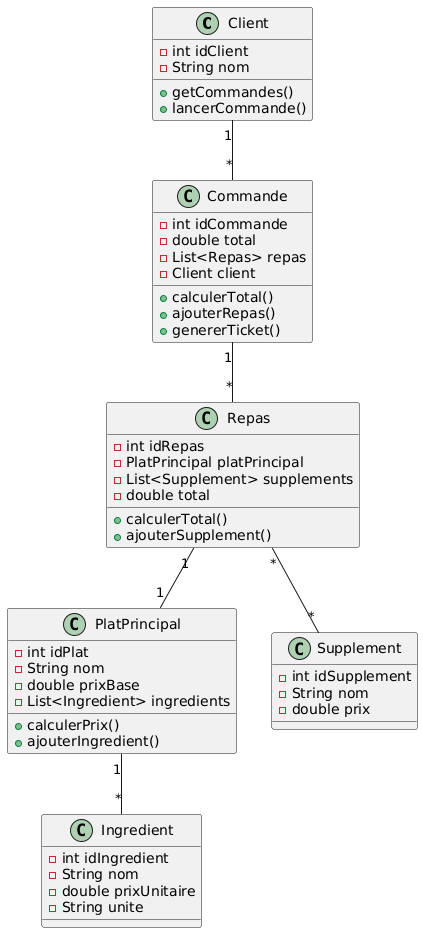 C Client
int idClient
String nom
getCommandes()
lancerCommande()
1
*
C Commande
int idCommande
double total
List<Repas> repas
Client client
calculerTotal()
ajouterRepas()
genererTicket()
1
*
C Repas
int idRepas
PlatPrincipal platPrincipal
List<Supplement> supplements
double total
calculerTotal()
ajouterSupplement()
1 *
1 *
C PlatPrincipal
int idPlat
String nom
double prixBase
List<Ingredient> ingredients
calculerPrix()
ajouterIngredient()
C Supplement
int idSupplement
String nom
double prix
1
*
C Ingredient
int idIngredient
String nom
double prixUnitaire
String unite